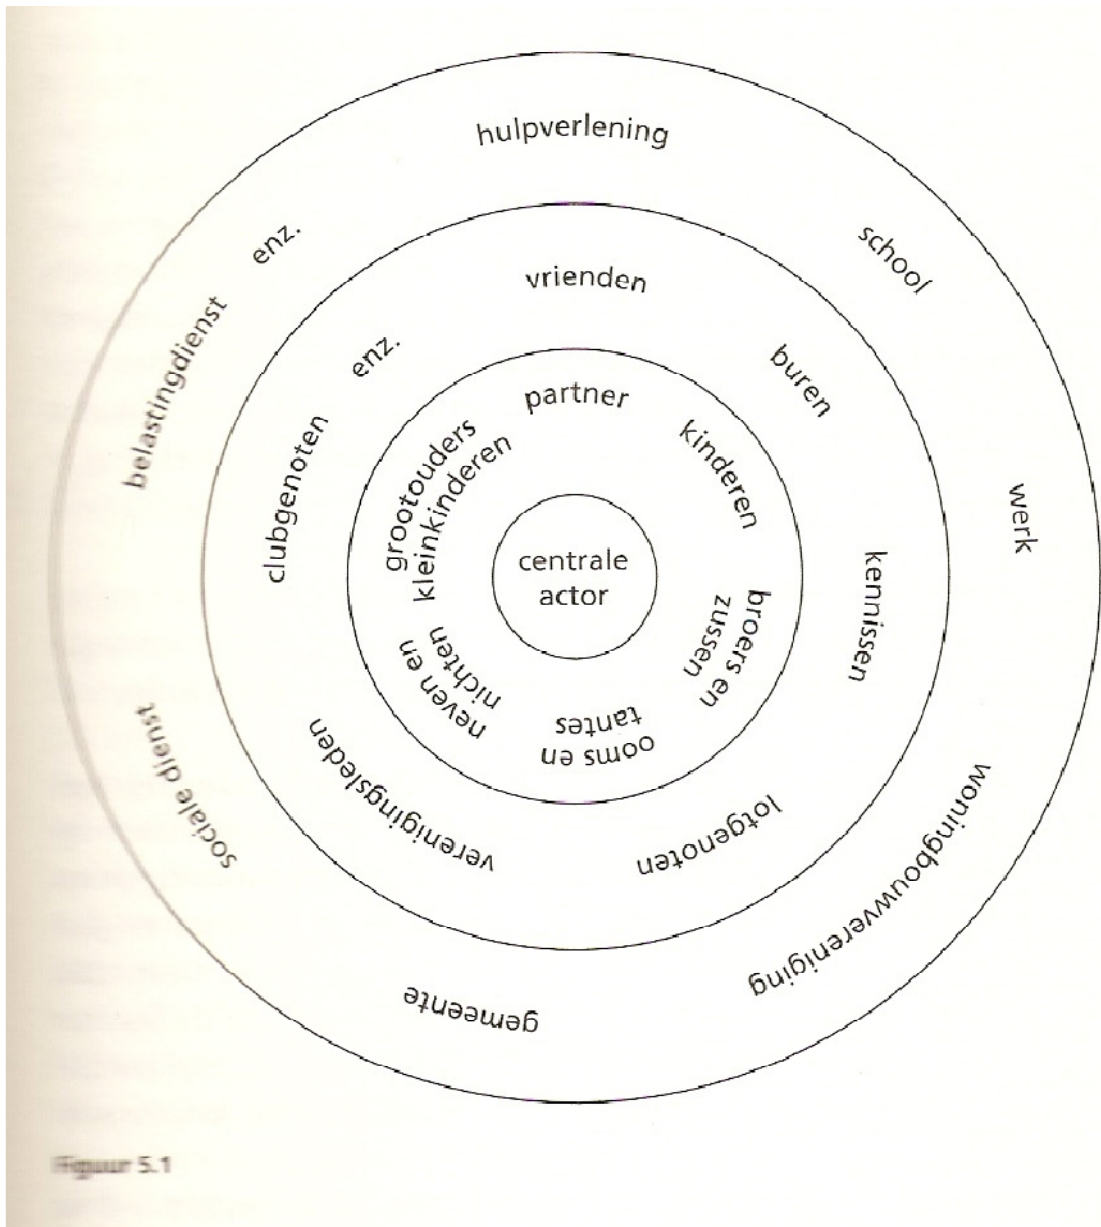 hulpverlening
school
werk
woningbouwvereniging
gemeente
sociale dienst
belastingdienst
enz.
vrienden
buren
kennissen
lotgenoten
verenigingsleden
clubgenoten
enz.
partner
kinderen
broers en
zussen
ooms en
tantes
neven en
nichten
grootouders
kleinkinderen
centrale
actor
Figuur 5.1